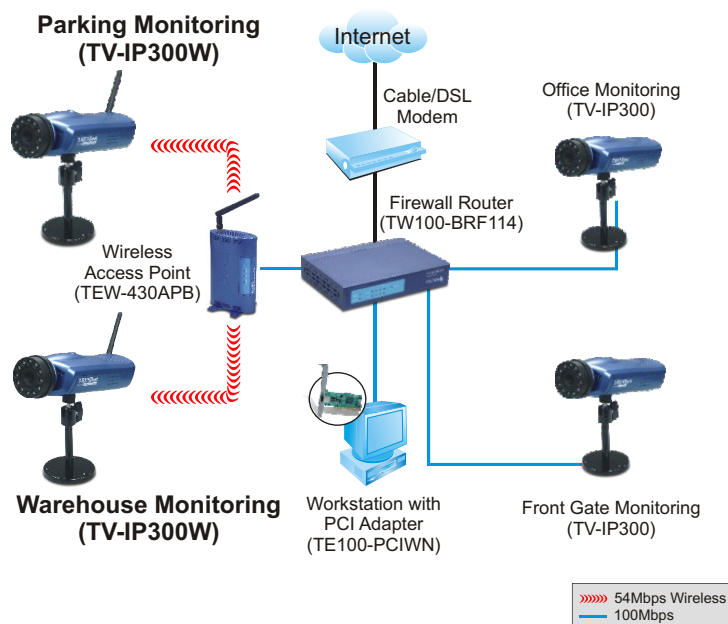 Parking Monitoring
(TV-IP300W)
Internet
Cable/DSL
Modem
Office Monitoring
(TV-IP300)
Firewall Router
(TW100-BRF114)
Wireless
Access Point
(TEW-430APB)
Warehouse Monitoring
(TV-IP300W)
Workstation with
PCI Adapter
(TE100-PCIWN)
Front Gate Monitoring
(TV-IP300)
54Mbps Wireless
100Mbps